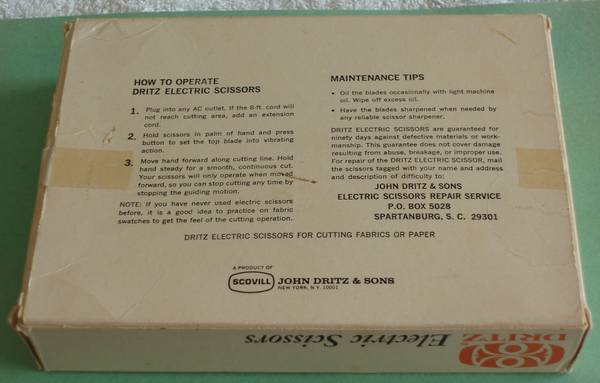 HOW TO OPERATE
DRITZ ELECTRIC SCISSORS
1. Plug into any AC outlet. If the 8-ft. cord will
not reach cutting area, add an extension
cord.
2. Hold scissors in palm of hand and press
button to set the top blade into vibrating
action.
3. Move hand forward along cutting line. Hold
hand steady for a smooth, continuous cut.
Your scissors will only operate when moved
forward, so you can stop cutting any time by
stopping the guiding motion.
NOTE: If you have never used electric scissors
before, it is a good idea to practice on fabric
swatches to get the feel of the cutting operation.
MAINTENANCE TIPS
• Oil the blades occasionally with light machine
oil. Wipe off excess oil.
• Have the blades sharpened when needed by
any reliable scissor sharpener.
DRITZ ELECTRIC SCISSORS are guaranteed for
ninety days against defective materials or work-
manship. This guarantee does not cover damage
resulting from abuse, breakage, or improper use.
For repair of the DRITZ ELECTRIC SCISSOR, mail
the scissors tagged with your name and address
and description of difficulty to:
JOHN DRITZ & SONS
ELECTRIC SCISSORS REPAIR SERVICE
P.O. BOX 5028
SPARTANBURG, S. C. 29301
DRITZ ELECTRIC SCISSORS FOR CUTTING FABRICS OR PAPER
A PRODUCT OF
SCOVILL JOHN DRITZ & SONS
NEW YORK, N.Y. 10001
DRITZ Electric Scissors